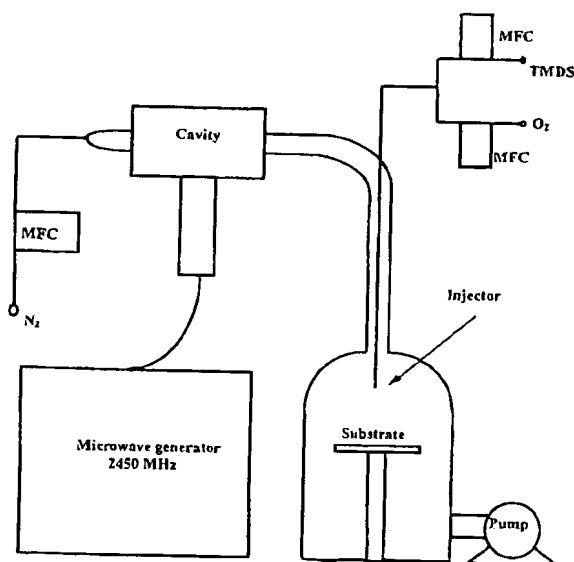 MFC
TMDS
O₂
MFC
Cavity
MFC
N₂
Injector
Microwave generator
2450 MHz
Substrate
Pump